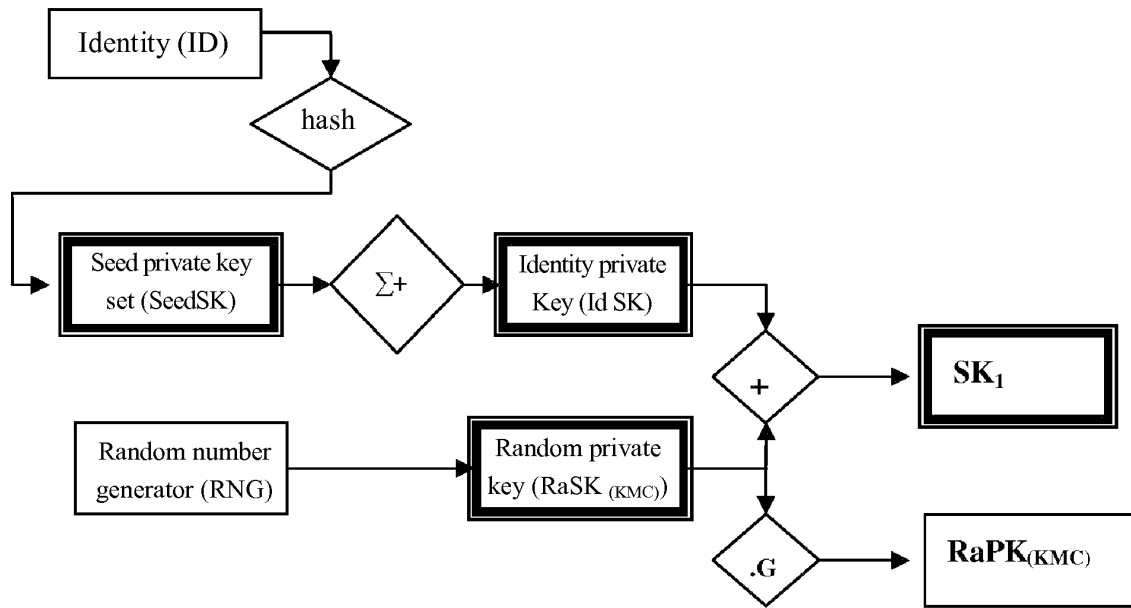 Identity (ID)
hash
Seed private key
set (SeedSK)
∑+
Identity private
Key (Id SK)
+
SK₁
Random number
generator (RNG)
Random private
key (RaSK (KMC))
.G
RaPK(KMC)